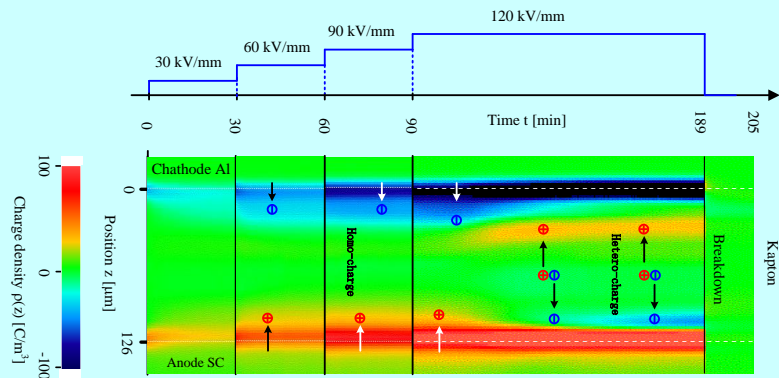 120 kV/mm
90 kV/mm
60 kV/mm
30 kV/mm
Time t [min]
0
30
60
90
189
205
100
0
-100
Charge density ρ(z) [C/m³]
Position z [µm]
0
126
Chathode Al
Anode SC
Homo-charge
Hetero-charge
Breakdown
Kapton